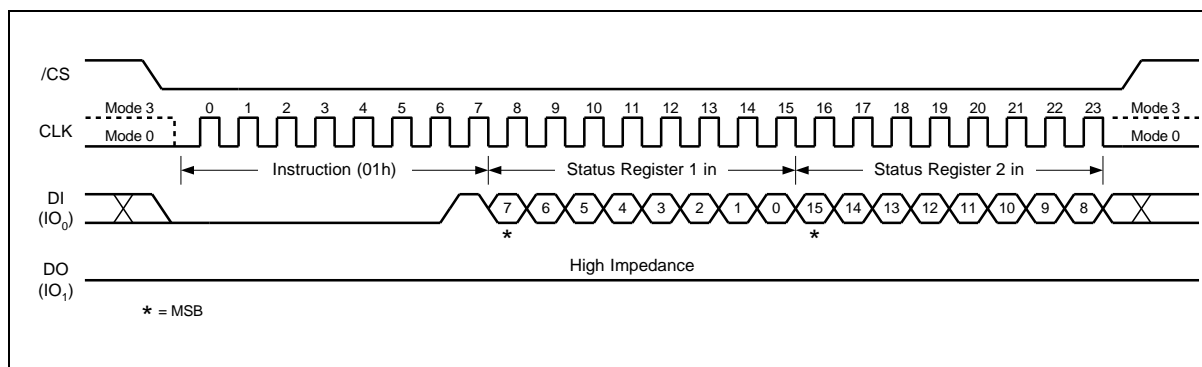 /CS
Mode 3 0 1 2 3 4 5 6 7 8 9 10 11 12 13 14 15 16 17 18 19 20 21 22 23 Mode 3
CLK Mode 0 Mode 0
Instruction (01h) Status Register 1 in Status Register 2 in
DI
(IO0) 7 6 5 4 3 2 1 0 15 14 13 12 11 10 9 8
* *
High Impedance
DO
(IO1)
* = MSB